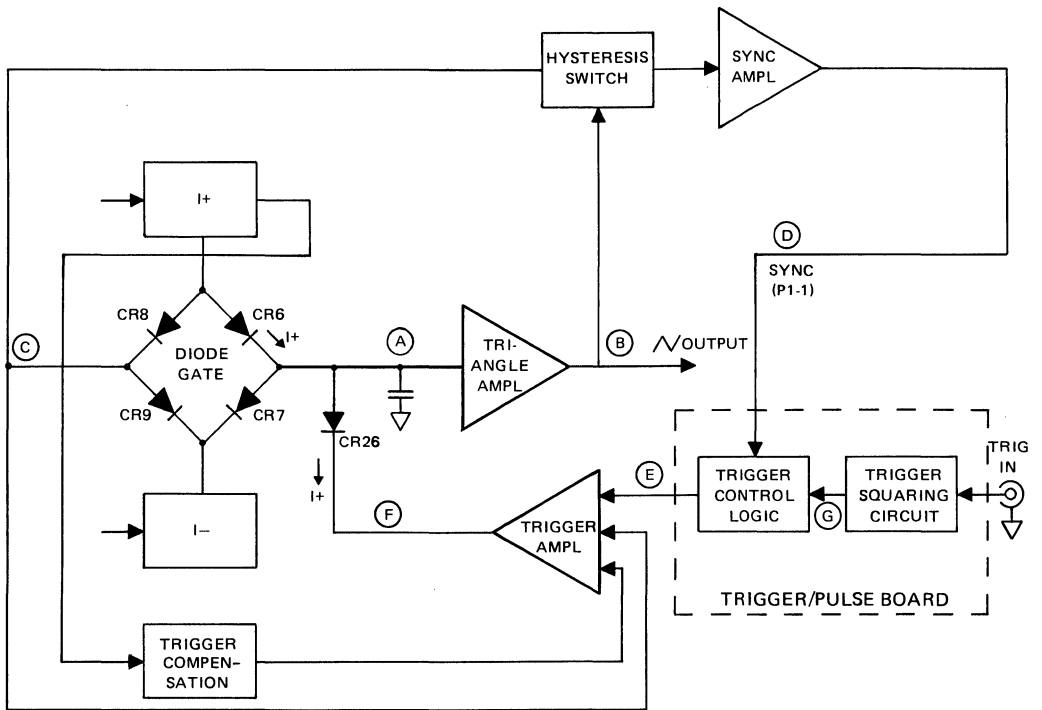 HYSTERESIS
SWITCH
SYNC
AMPL
I+
D
SYNC
(P1-1)
CR8
CR6
I+
C
DIODE
GATE
A
TRI-
ANGLE
AMPL
B
OUTPUT
CR9
CR7
CR26
I+
F
E
TRIGGER
AMPL
TRIGGER
CONTROL
LOGIC
G
TRIGGER
SQUARING
CIRCUIT
TRIG
IN
I−
TRIGGER/PULSE BOARD
TRIGGER
COMPEN-
SATION